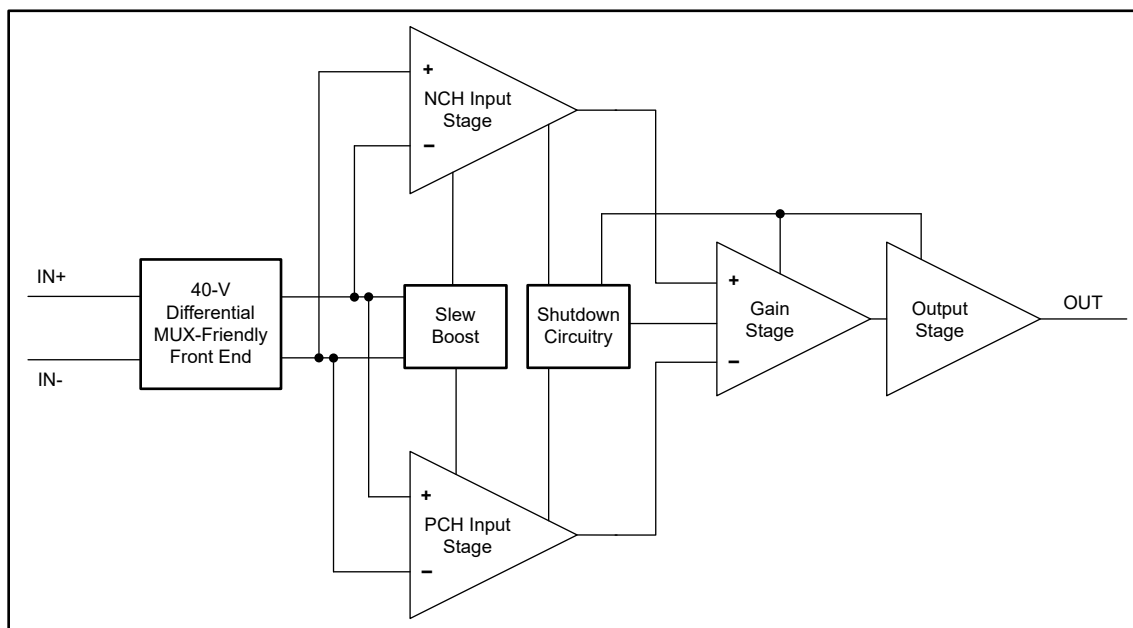 +
NCH Input
Stage
−
IN+
IN-
40-V
Differential
MUX-Friendly
Front End
Slew
Boost
Shutdown
Circuitry
+
Gain
Stage
−
Output
Stage
OUT
+
PCH Input
Stage
−